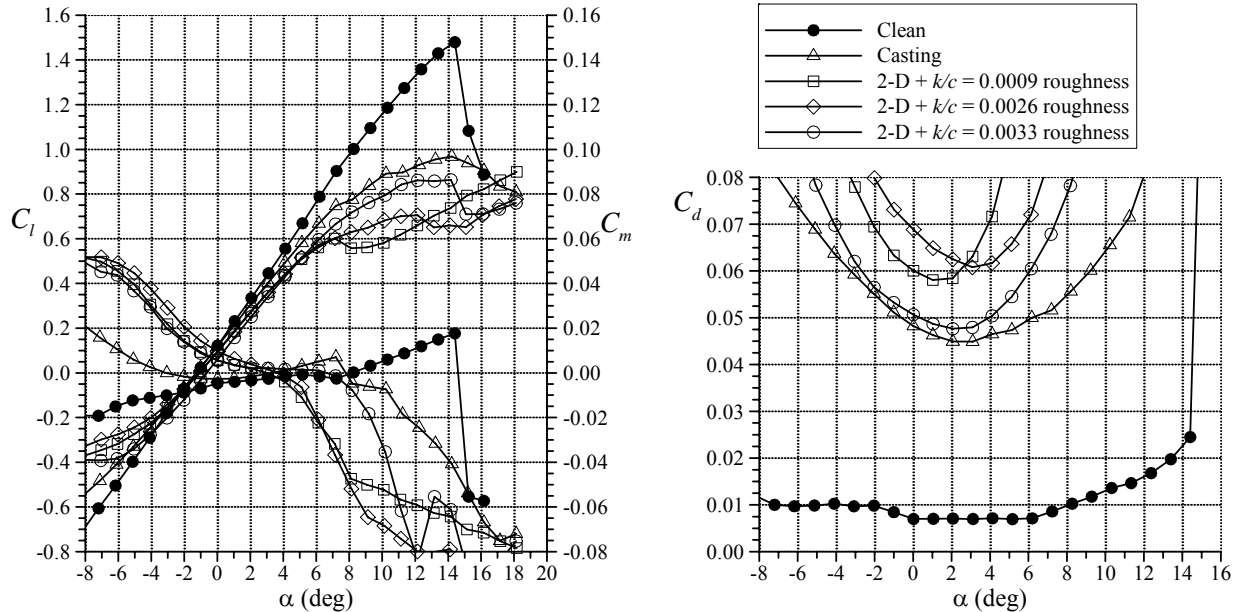 1.6
1.4
1.2
1.0
0.8
0.6
0.4
0.2
0.0
-0.2
-0.4
-0.6
-0.8
C_l
0.16
0.14
0.12
0.10
0.08
0.06
0.04
0.02
0.00
-0.02
-0.04
-0.06
-0.08
C_m
-8 -6 -4 -2 0 2 4 6 8 10 12 14 16 18 20
α (deg)
Clean
Casting
2-D + k/c = 0.0009 roughness
2-D + k/c = 0.0026 roughness
2-D + k/c = 0.0033 roughness
0.08
0.07
0.06
0.05
0.04
0.03
0.02
0.01
0.00
C_d
-8 -6 -4 -2 0 2 4 6 8 10 12 14 16
α (deg)